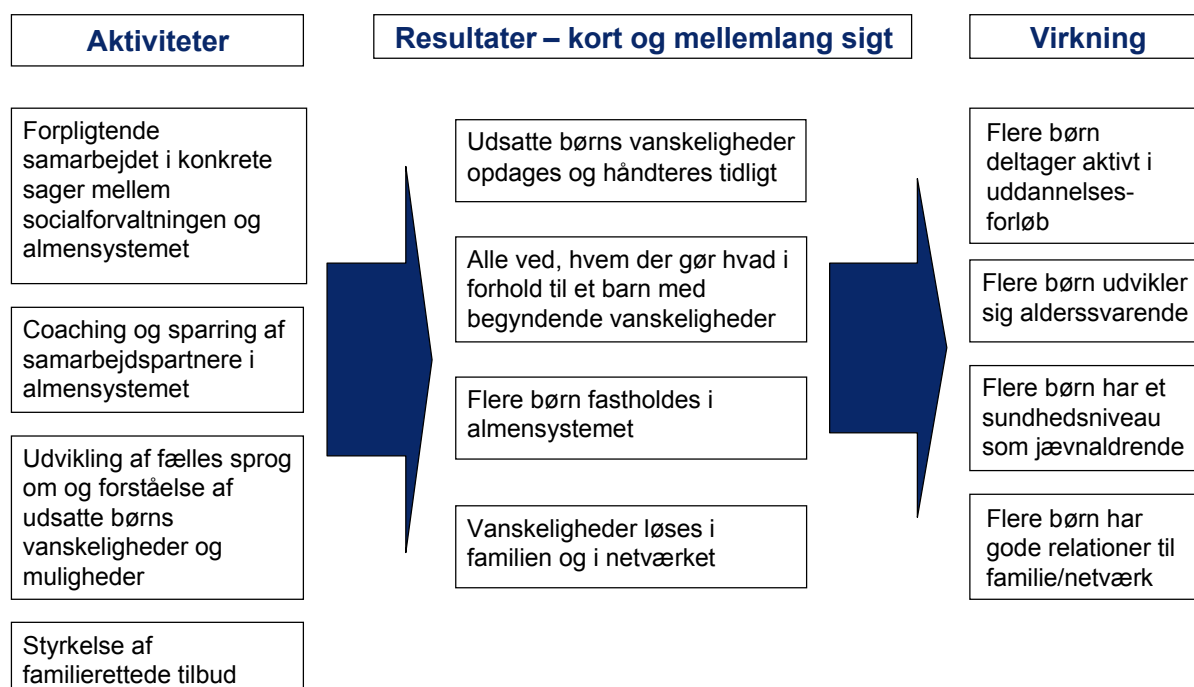 Aktiviteter
Resultater – kort og mellemlang sigt
Virkning
Forpligtende
samarbejdet i konkrete
sager mellem
socialforvaltningen og
almensystemet
Coaching og sparring af
samarbejdspartnere i
almensystemet
Udvikling af fælles sprog
om og forståelse af
udsatte børns
vanskeligheder og
muligheder
Styrkelse af
familierettede tilbud
Udsatte børns vanskeligheder
opdages og håndteres tidligt
Alle ved, hvem der gør hvad i
forhold til et barn med
begyndende vanskeligheder
Flere børn fastholdes i
almensystemet
Vanskeligheder løses i
familien og i netværket
Flere børn
deltager aktivt i
uddannelses-
forløb
Flere børn udvikler
sig alderssvarende
Flere børn har et
sundhedsniveau
som jævnaldrende
Flere børn har
gode relationer til
familie/netværk